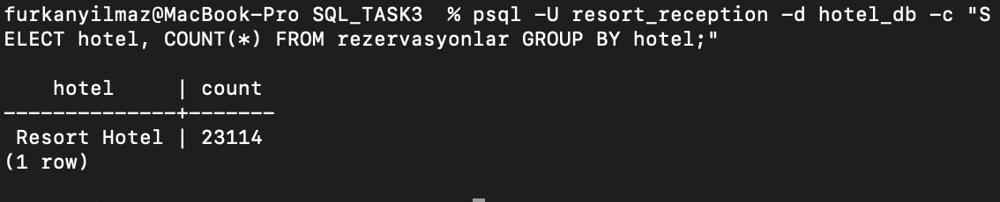 furkanyilmaz@MacBook-Pro SQL_TASK3  % psql -U resort_reception -d hotel_db -c "S
ELECT hotel, COUNT(*) FROM rezervasyonlar GROUP BY hotel;"
    hotel     | count
--------------+-------
 Resort Hotel | 23114
(1 row)